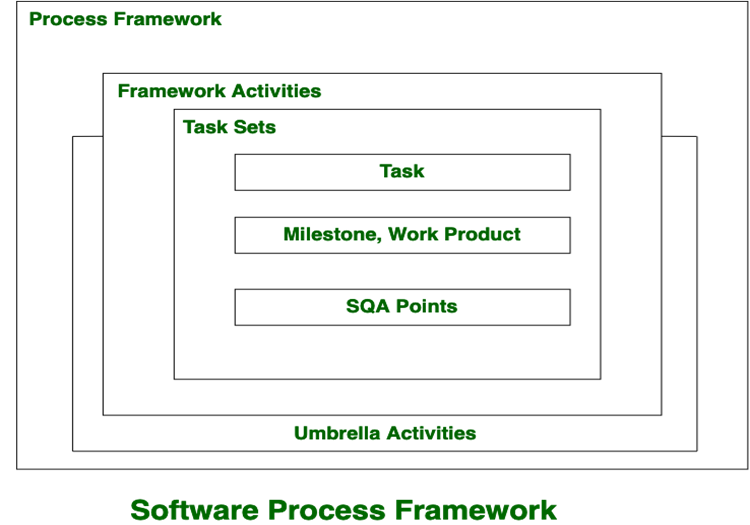 Process Framework
Framework Activities
Task Sets
Task
Milestone, Work Product
SQA Points
Umbrella Activities
Software Process Framework